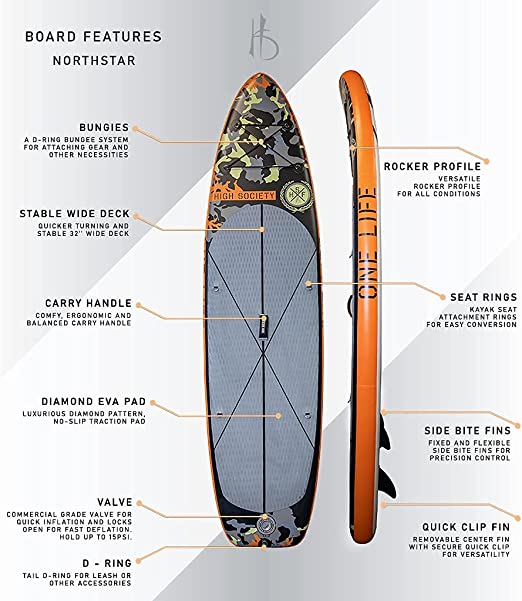 BOARD FEATURES
NORTHSTAR
BUNGIES
A D-RING BUNGEE SYSTEM
FOR ATTACHING GEAR AND
OTHER NECESSITIES
STABLE WIDE DECK
QUICKER TURNING AND
STABLE 32" WIDE DECK
CARRY HANDLE
COMFY, ERGONOMIC AND
BALANCED CARRY HANDLE
DIAMOND EVA PAD
LUXURIOUS DIAMOND PATTERN,
NO-SLIP TRACTION PAD
VALVE
COMMERCIAL GRADE VALVE FOR
QUICK INFLATION AND LOCKS
OPEN FOR FAST DEFLATION.
HOLD UP TO 15PSI.
D - RING
TAIL D-RING FOR LEASH OR
OTHER ACCESSORIES
HIGH SOCIETY
H S F
ONE LIFE
ROCKER PROFILE
VERSATILE
ROCKER PROFILE
FOR ALL CONDITIONS
SEAT RINGS
KAYAK SEAT
ATTACHMENT RINGS
FOR EASY CONVERSION
SIDE BITE FINS
FIXED AND FLEXIBLE
SIDE BITE FINS FOR
PRECISION CONTROL
QUICK CLIP FIN
REMOVABLE CENTER FIN
WITH SECURE QUICK CLIP
FOR VERSATILITY